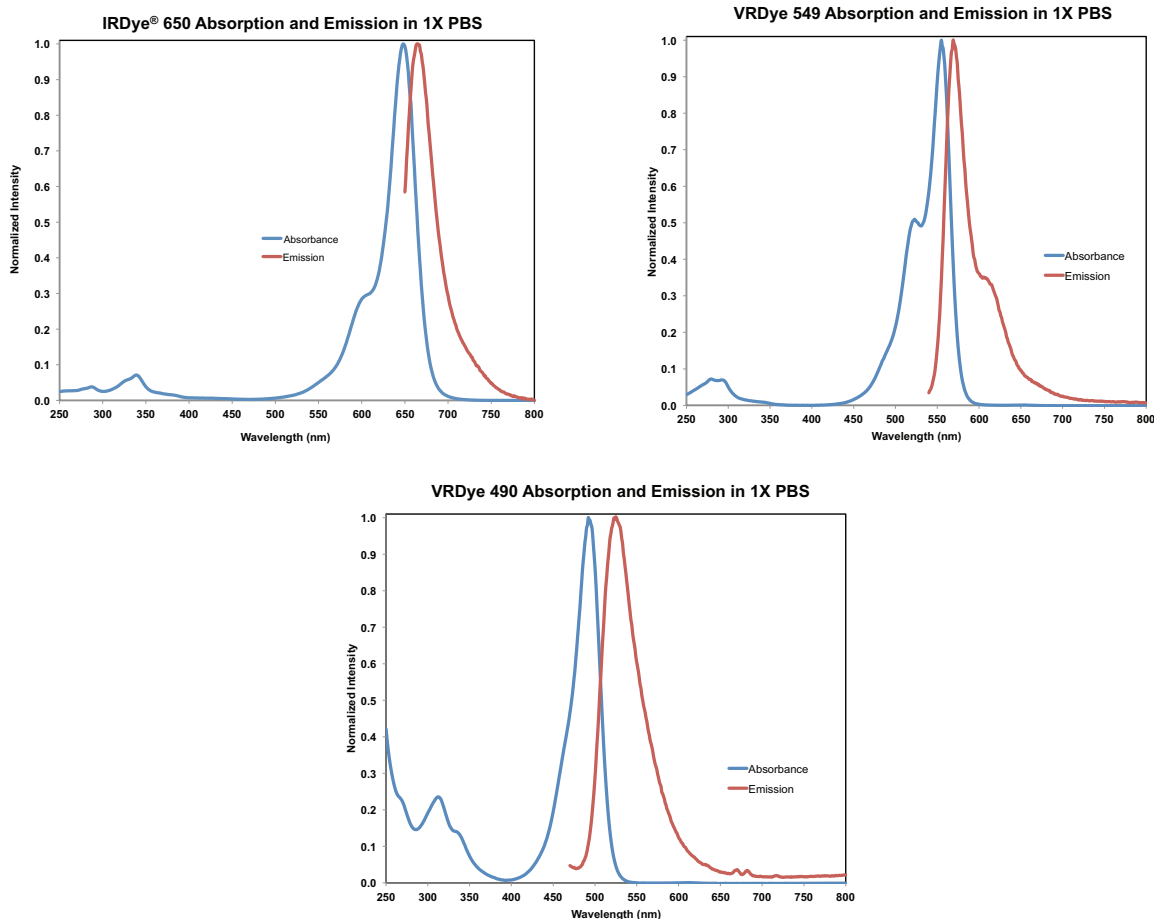 IRDye® 650 Absorption and Emission in 1X PBS
1.0
0.9
0.8
0.7
0.6
0.5
0.4
0.3
0.2
0.1
0.0
Normalized Intensity
Absorbance
Emission
250 300 350 400 450 500 550 600 650 700 750 800
Wavelength (nm)
VRDye 549 Absorption and Emission in 1X PBS
1.0
0.9
0.8
0.7
0.6
0.5
0.4
0.3
0.2
0.1
0.0
Normalized Intensity
Absorbance
Emission
250 300 350 400 450 500 550 600 650 700 750 800
Wavelength (nm)
VRDye 490 Absorption and Emission in 1X PBS
1.0
0.9
0.8
0.7
0.6
0.5
0.4
0.3
0.2
0.1
0.0
Normalized Intensity
Absorbance
Emission
250 300 350 400 450 500 550 600 650 700 750 800
Wavelength (nm)